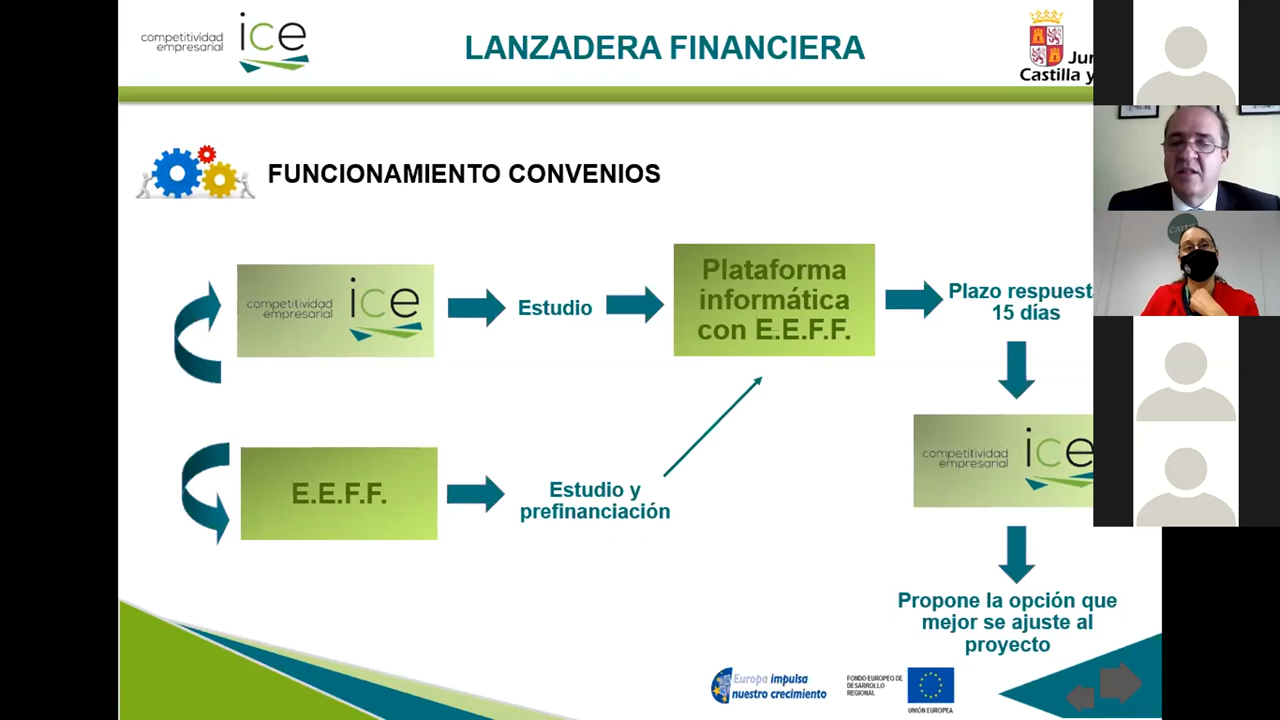 competitividad
empresarial
ice
LANZADERA FINANCIERA
Castilla y
FUNCIONAMIENTO CONVENIOS
competitividad
empresarial
ice
Estudio
Plataforma
informática
con E.E.F.F.
Plazo
15 días
E.E.F.F.
Estudio y
prefinanciación
competitividad
empresarial
ice
Propone la opción que
mejor se ajuste al
proyecto
Europa impulsa
nuestro crecimiento
FONDO EUROPEO DE
DESARROLLO
REGIONAL
UNIÓN EUROPEA